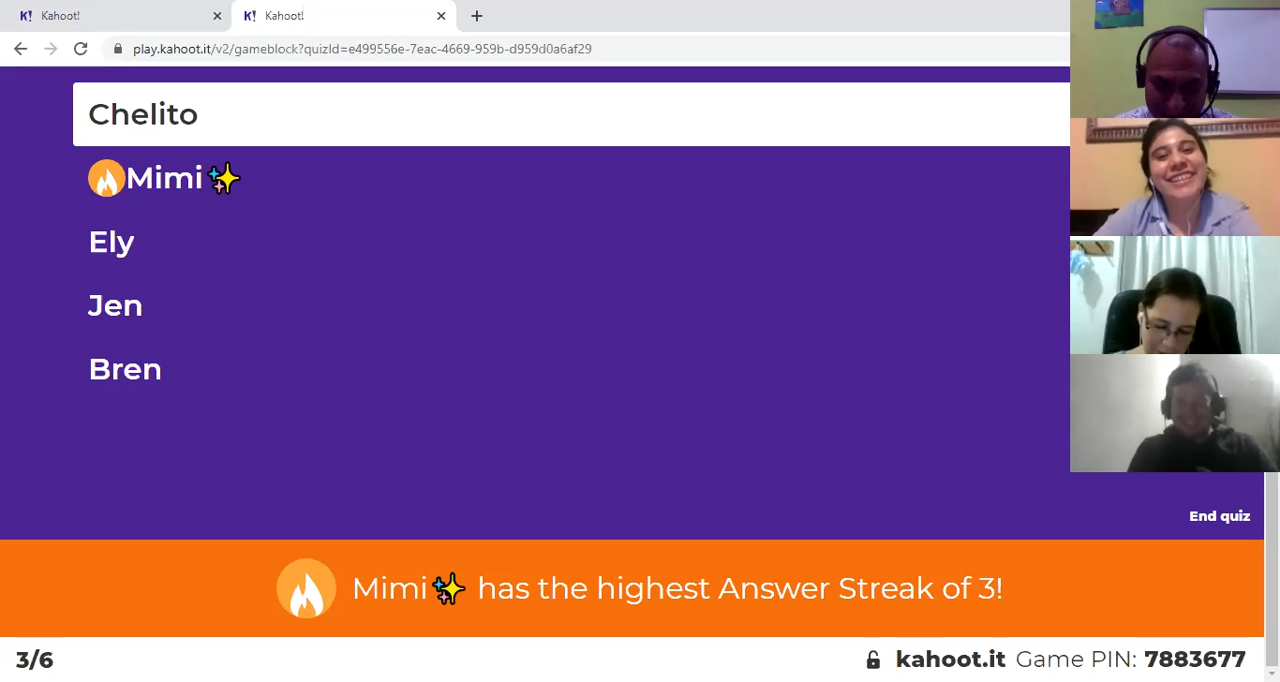 K! Kahoot!
K! Kahoot!
play.kahoot.it/v2/gameblock?quizId=e499556e-7eac-4669-959b-d959d0a6af29
Chelito
Mimi✨
Ely
Jen
Bren
End quiz
Mimi✨ has the highest Answer Streak of 3!
3/6
kahoot.it Game PIN: 7883677